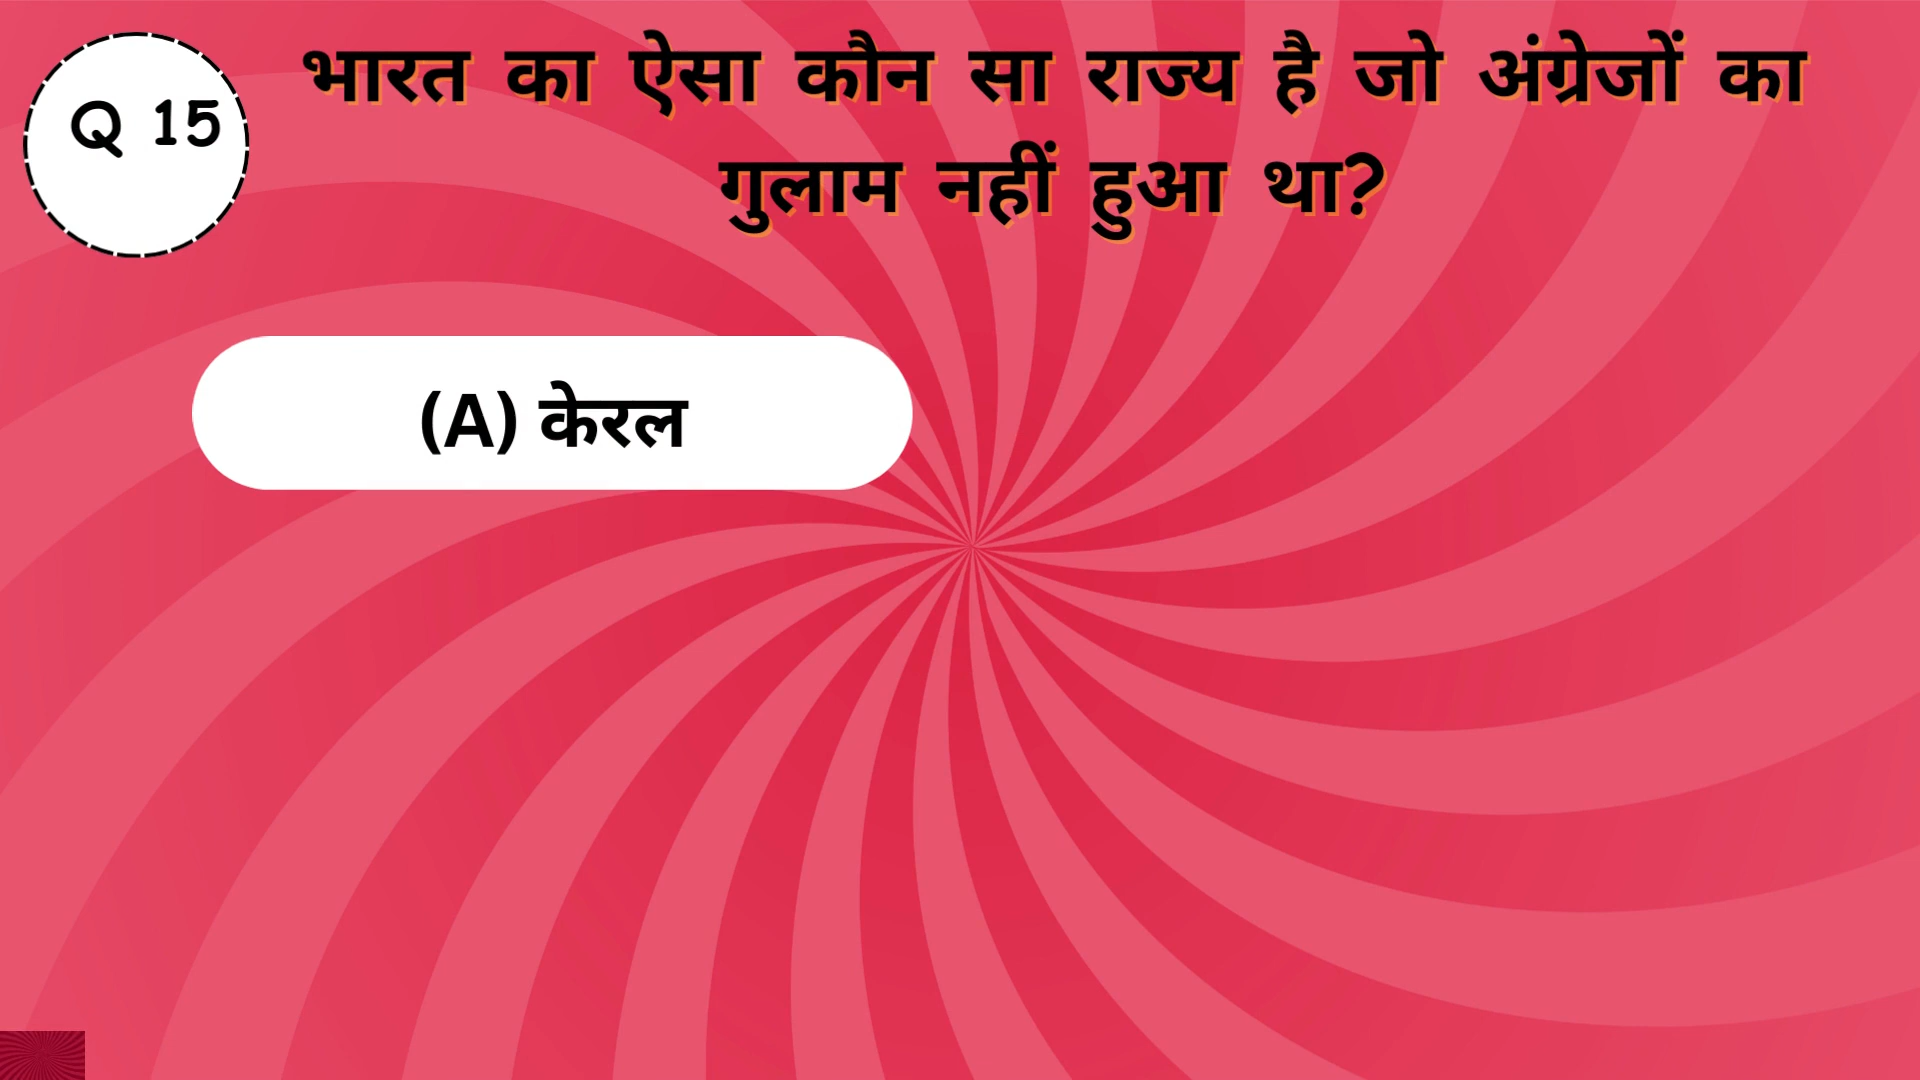 Q 15
भारत का ऐसा कौन सा राज्य है जो अंग्रेजों का
गुलाम नहीं हुआ था?
(A) केरल